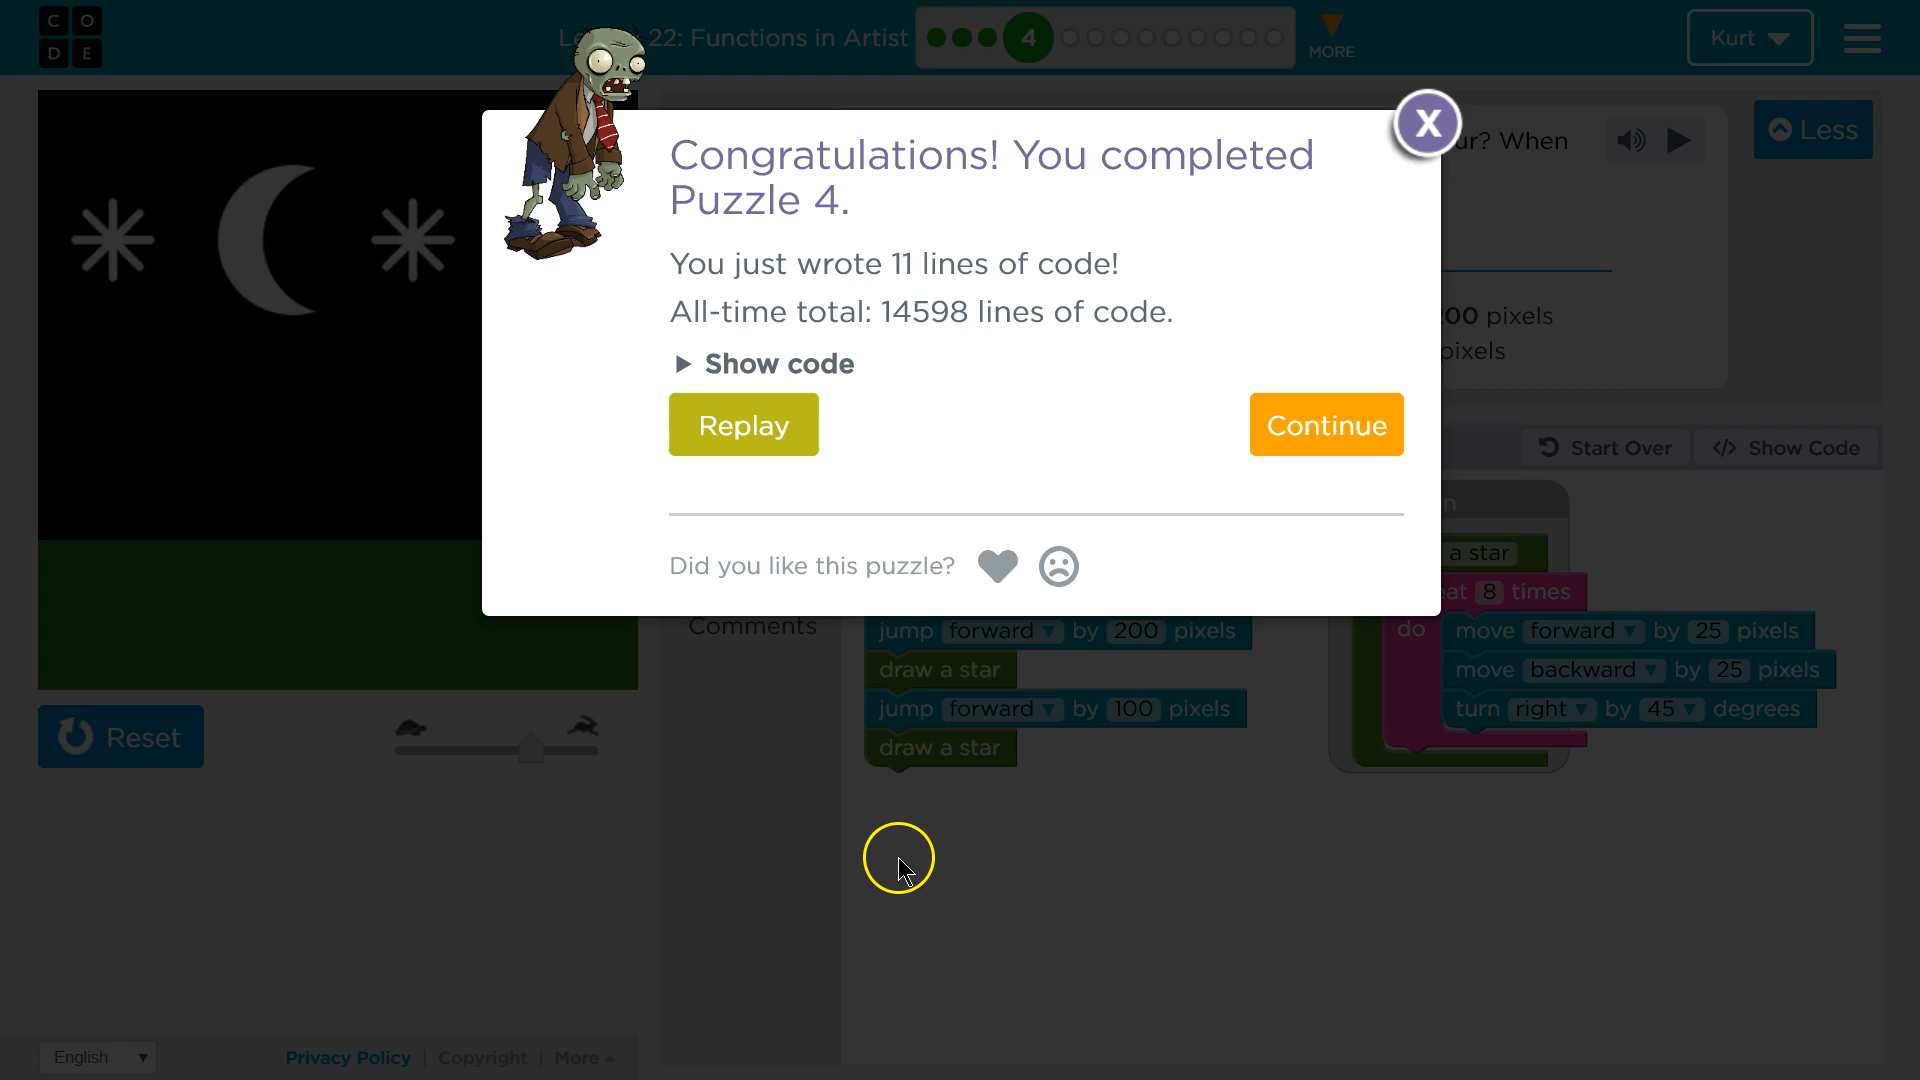 C O
D E
22: Functions in Artist
4
MORE
Kurt
Congratulations! You completed
Puzzle 4.
X
ur? When
Less
You just wrote 11 lines of code!
All-time total: 14598 lines of code.
00 pixels
pixels
Show code
Replay
Continue
Start Over
</> Show Code
Did you like this puzzle?
a star
eat 8 times
Comments
jump forward by 200 pixels
do move forward by 25 pixels
draw a star
move backward by 25 pixels
jump forward by 100 pixels
turn right by 45 degrees
draw a star
Reset
English
Privacy Policy | Copyright | More